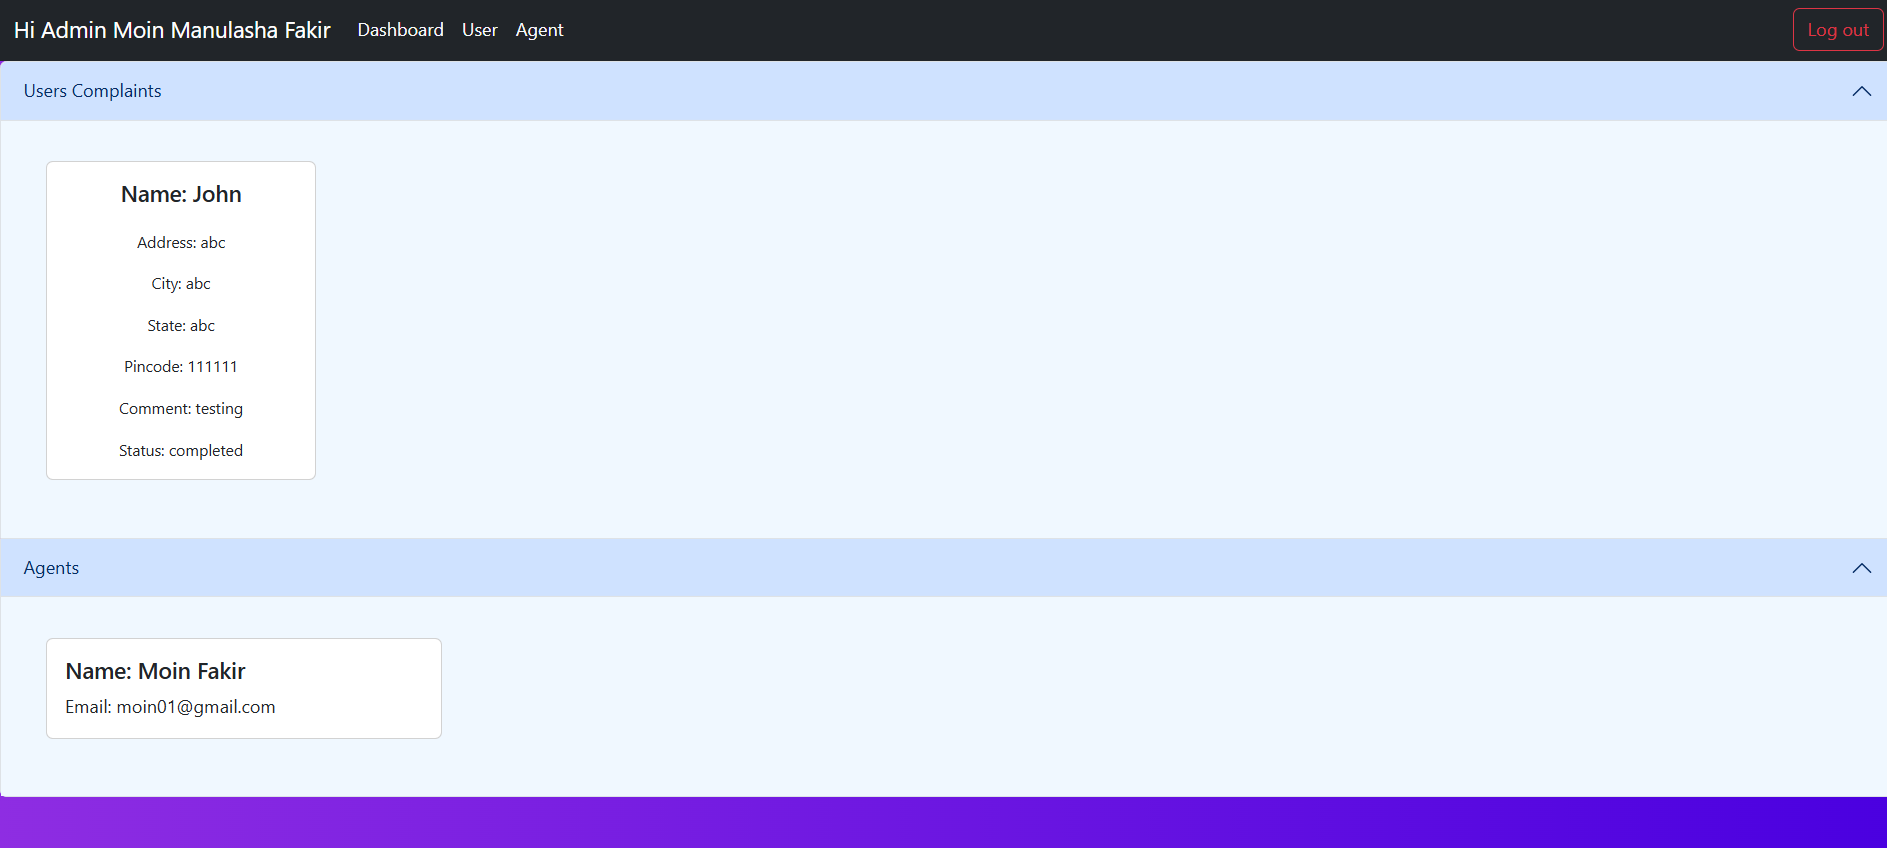 Hi Admin Moin Manulasha Fakir Dashboard User Agent Log out
Users Complaints
Name: John
Address: abc
City: abc
State: abc
Pincode: 111111
Comment: testing
Status: completed
Agents
Name: Moin Fakir
Email: moin01@gmail.com